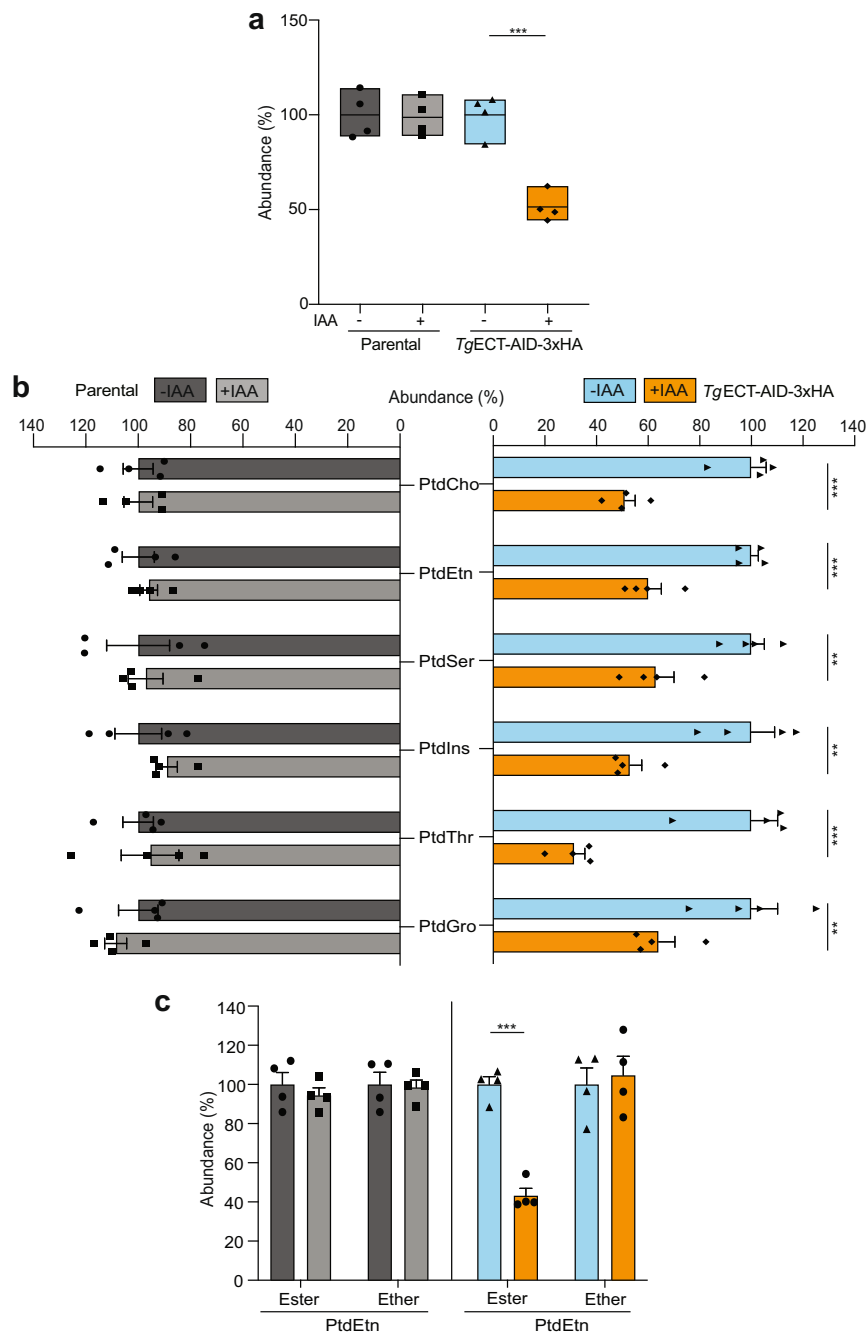 a
150
***
100
Abundance (%)
50
0
IAA - + - +
Parental TgECT-AID-3xHA
b Parental -IAA +IAA Abundance (%) -IAA +IAA TgECT-AID-3xHA
140 120 100 80 60 40 20 0 0 20 40 60 80 100 120 140
PtdCho ***
PtdEtn ***
PtdSer **
PtdIns **
PtdThr ***
PtdGro **
c
140
120
***
100
80
Abundance (%)
60
40
20
0
Ester Ether Ester Ether
PtdEtn PtdEtn